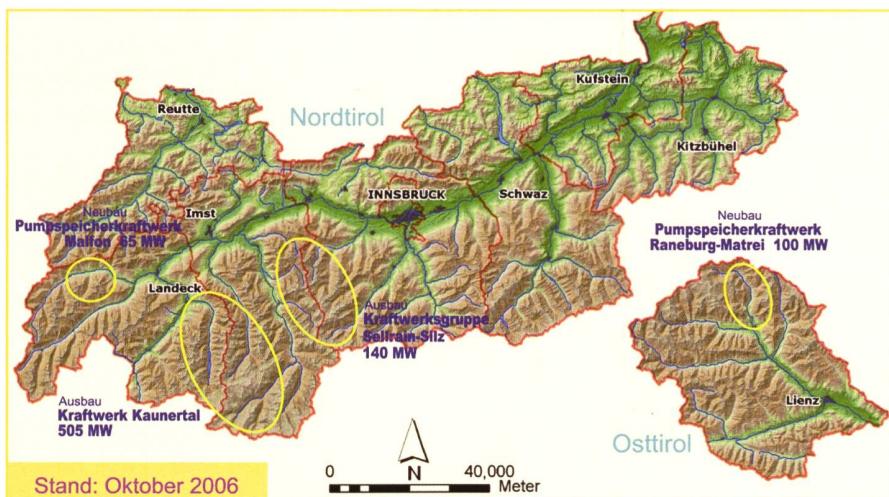 Kufstein
Reutte
Nordtirol
Kitzbühel
INNSBRUCK
Schwaz
Imst
Neubau
Pumpspeicherkraftwerk
Malfon 65 MW
Neubau
Pumpspeicherkraftwerk
Raneburg-Matrei 100 MW
Landeck
Ausbau
Kraftwerksgruppe
Sellrain-Silz
140 MW
Ausbau
Kraftwerk Kaunertal
505 MW
Lienz
Osttirol
N
0 40,000
Meter
Stand: Oktober 2006